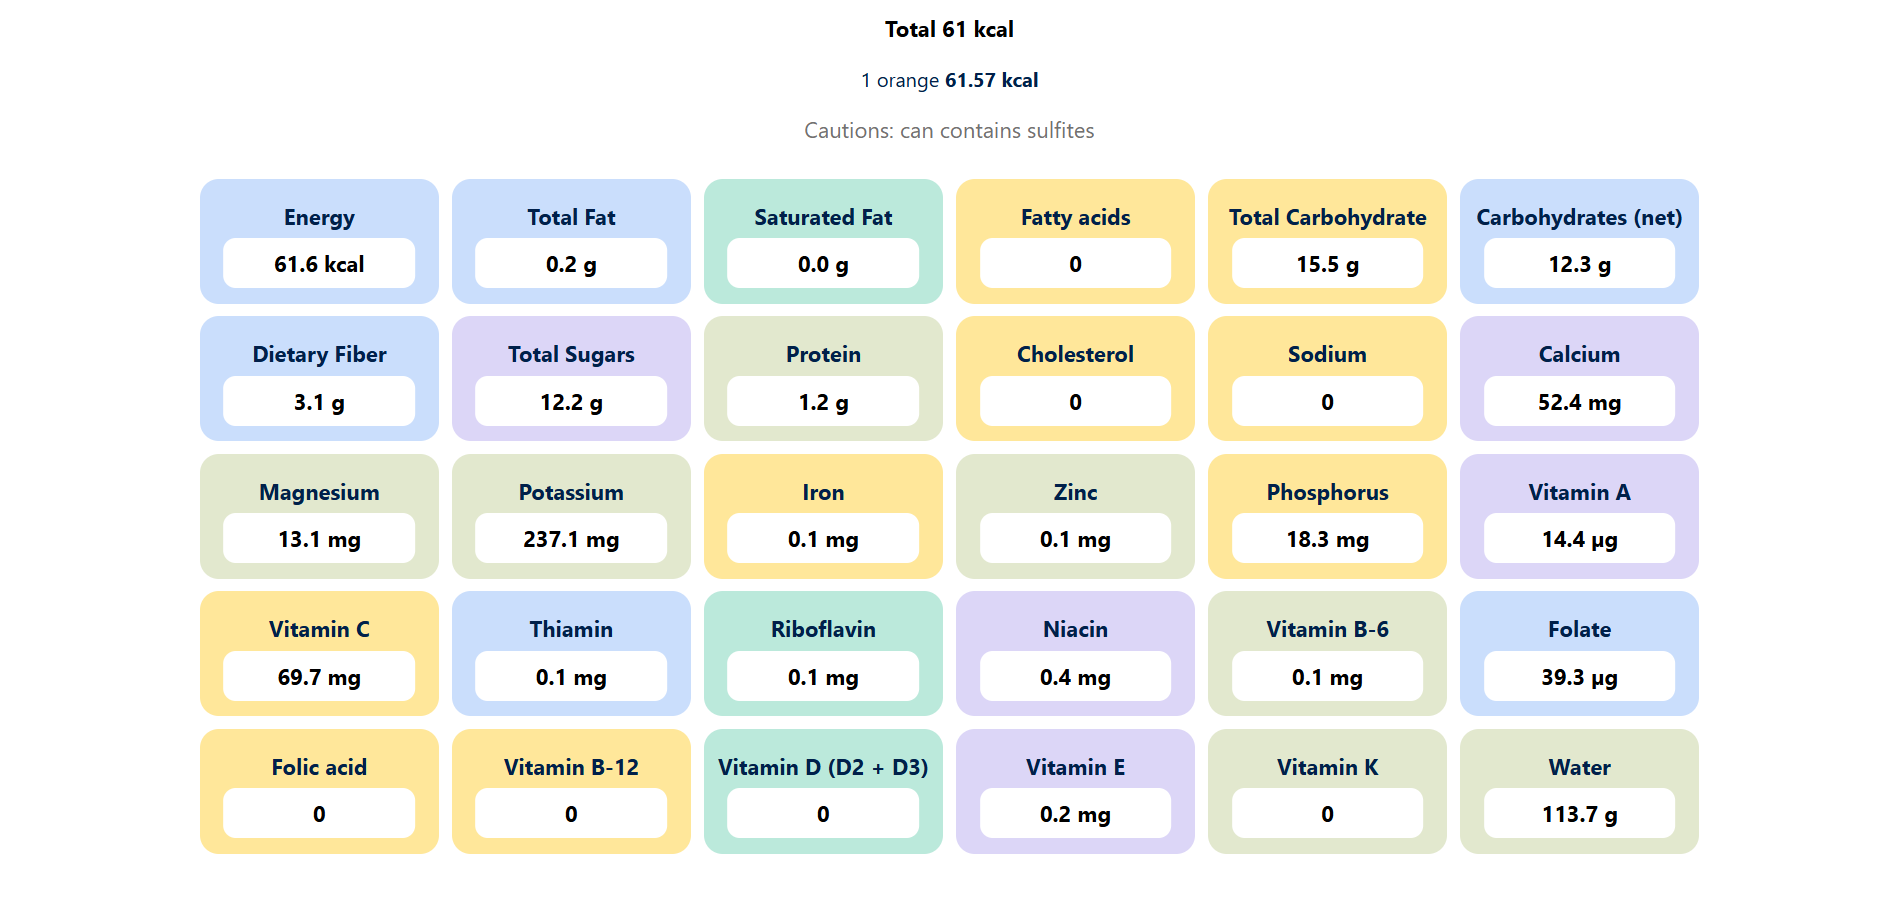 Total 61 kcal
1 orange 61.57 kcal
Cautions: can contains sulfites
Energy
61.6 kcal
Total Fat
0.2 g
Saturated Fat
0.0 g
Fatty acids
0
Total Carbohydrate
15.5 g
Carbohydrates (net)
12.3 g
Dietary Fiber
3.1 g
Total Sugars
12.2 g
Protein
1.2 g
Cholesterol
0
Sodium
0
Calcium
52.4 mg
Magnesium
13.1 mg
Potassium
237.1 mg
Iron
0.1 mg
Zinc
0.1 mg
Phosphorus
18.3 mg
Vitamin A
14.4 µg
Vitamin C
69.7 mg
Thiamin
0.1 mg
Riboflavin
0.1 mg
Niacin
0.4 mg
Vitamin B-6
0.1 mg
Folate
39.3 µg
Folic acid
0
Vitamin B-12
0
Vitamin D (D2 + D3)
0
Vitamin E
0.2 mg
Vitamin K
0
Water
113.7 g